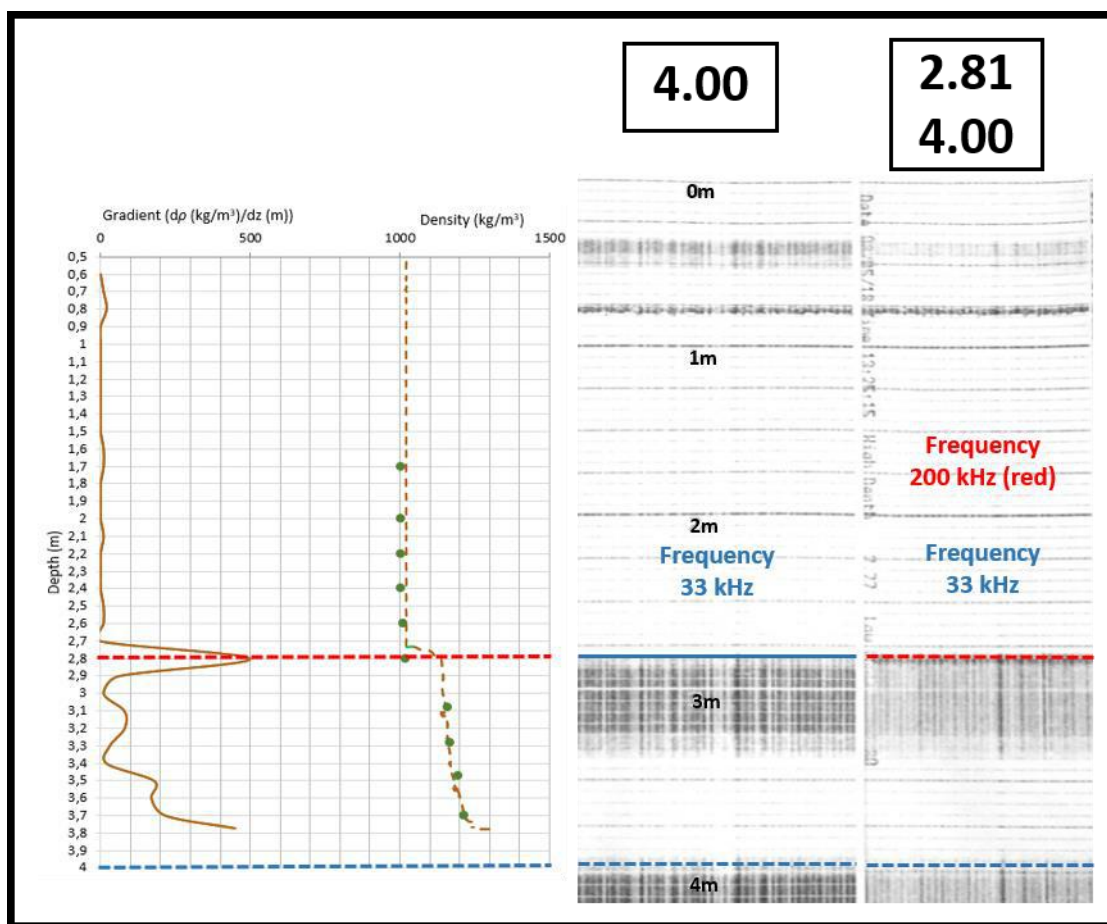 4.00
2.81
4.00
Gradient (dρ (kg/m³)/dz (m))
Density (kg/m³)
0 500 1000 1500
0,5
0,6
0,7
0,8
0,9
1
1,1
1,2
1,3
1,4
1,5
1,6
1,7
1,8
1,9
2
2,1
2,2
2,3
2,4
2,5
2,6
2,7
2,8
2,9
3
3,1
3,2
3,3
3,4
3,5
3,6
3,7
3,8
3,9
4
Depth (m)
0m
1m
2m
Frequency
33 kHz
3m
4m
Frequency
200 kHz (red)
Frequency
33 kHz
13:25:15 High Depth